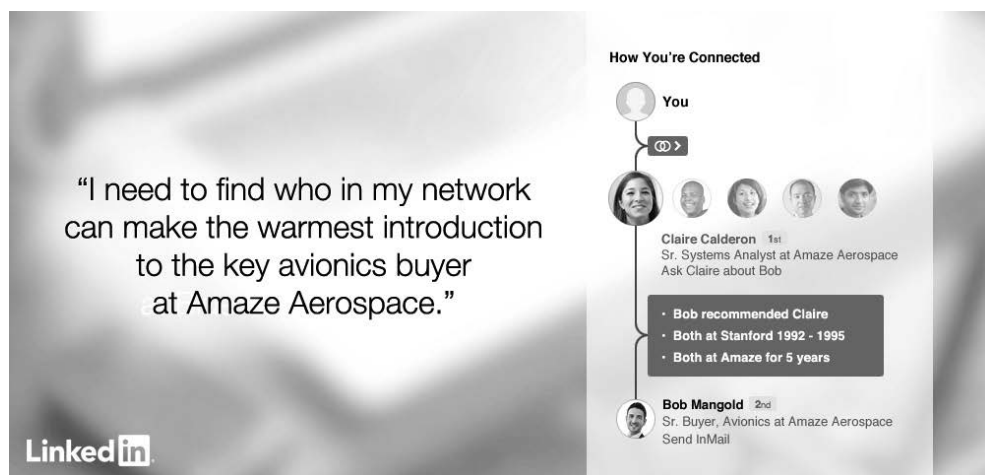 “I need to find who in my network
can make the warmest introduction
to the key avionics buyer
at Amaze Aerospace.”
LinkedIn
How You're Connected
You
Claire Calderon 1st
Sr. Systems Analyst at Amaze Aerospace
Ask Claire about Bob
• Bob recommended Claire
• Both at Stanford 1992 - 1995
• Both at Amaze for 5 years
Bob Mangold 2nd
Sr. Buyer, Avionics at Amaze Aerospace
Send InMail